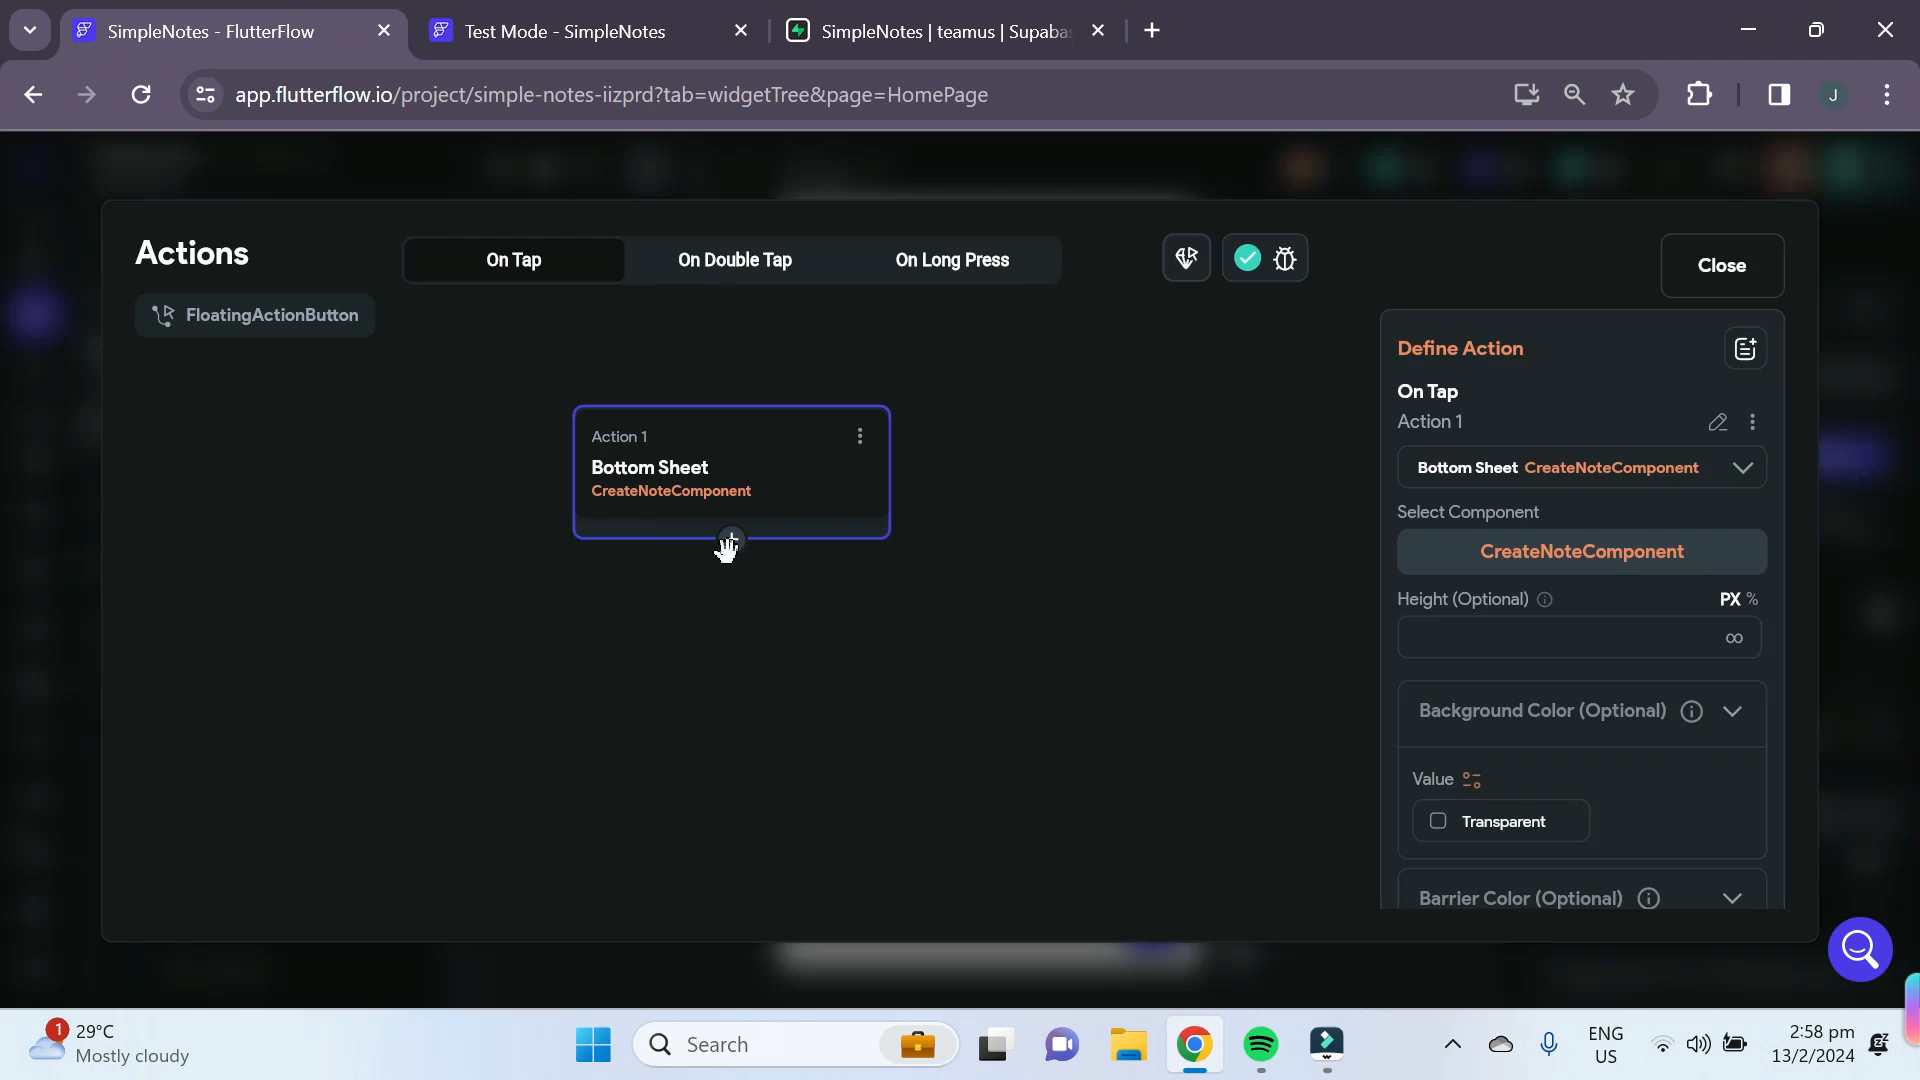 SimpleNotes - FlutterFlow
Test Mode - SimpleNotes
SimpleNotes | teamus | Supaba
app.flutterflow.io/project/simple-notes-iizprd?tab=widgetTree&page=HomePage
J
Actions
On Tap
On Double Tap
On Long Press
Close
FloatingActionButton
Define Action
On Tap
Action 1
Action 1
Bottom Sheet
CreateNoteComponent
Bottom Sheet CreateNoteComponent
Select Component
CreateNoteComponent
Height (Optional)
PX %
∞
Background Color (Optional)
Value
Transparent
Barrier Color (Optional)
1
29°C
Mostly cloudy
Search
ENG
US
2:58 pm
13/2/2024